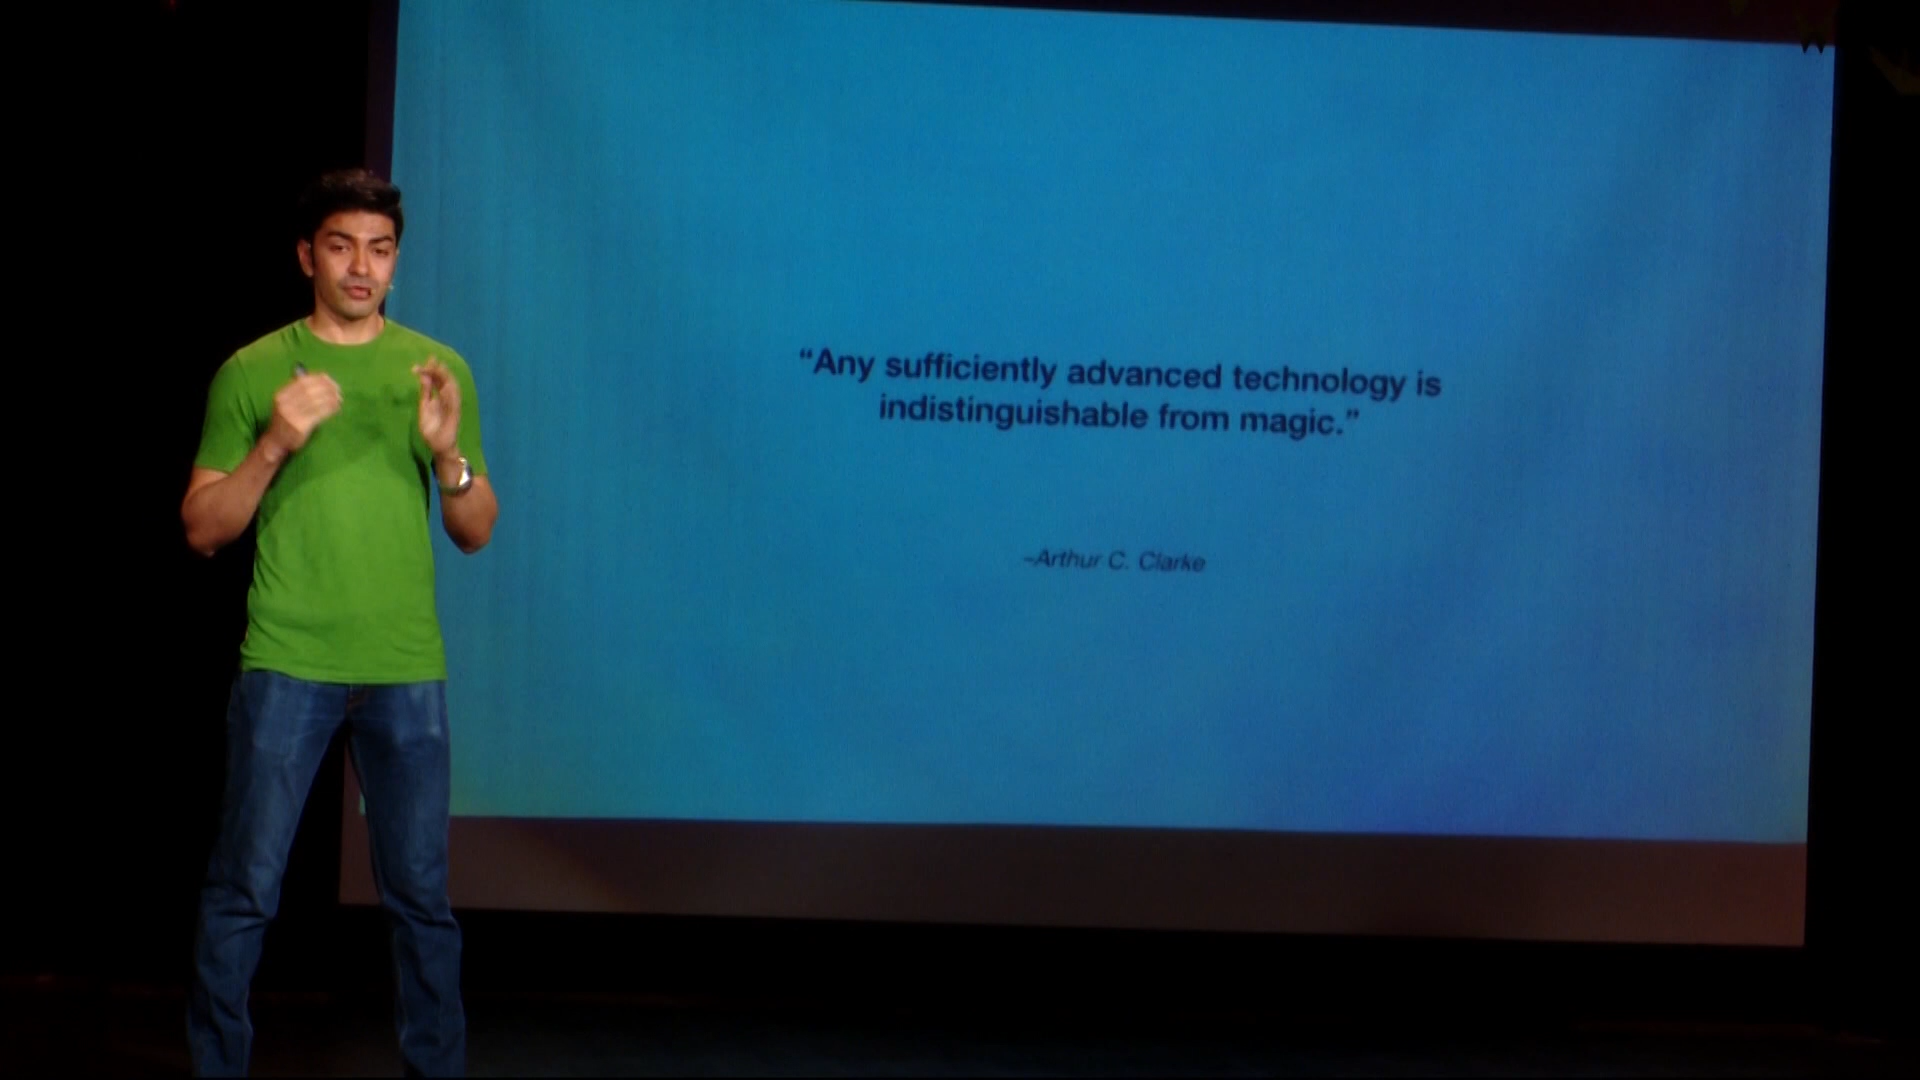 “Any sufficiently advanced technology is
indistinguishable from magic.”
–Arthur C. Clarke